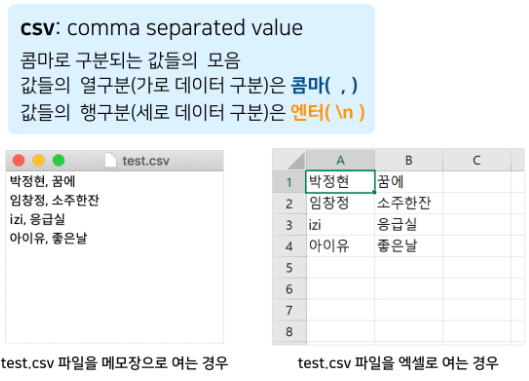 csv: comma separated value
콤마로 구분되는 값들의 모음
값들의 열구분(가로 데이터 구분)은 콤마( , )
값들의 행구분(세로 데이터 구분)은 엔터( \n )
test.csv
박정현, 꿈에
임창정, 소주한잔
izi, 응급실
아이유, 좋은날
A B C
1 박정현 꿈에
2 임창정 소주한잔
3 izi 응급실
4 아이유 좋은날
5
6
7
8
test.csv 파일을 메모장으로 여는 경우
test.csv 파일을 엑셀로 여는 경우